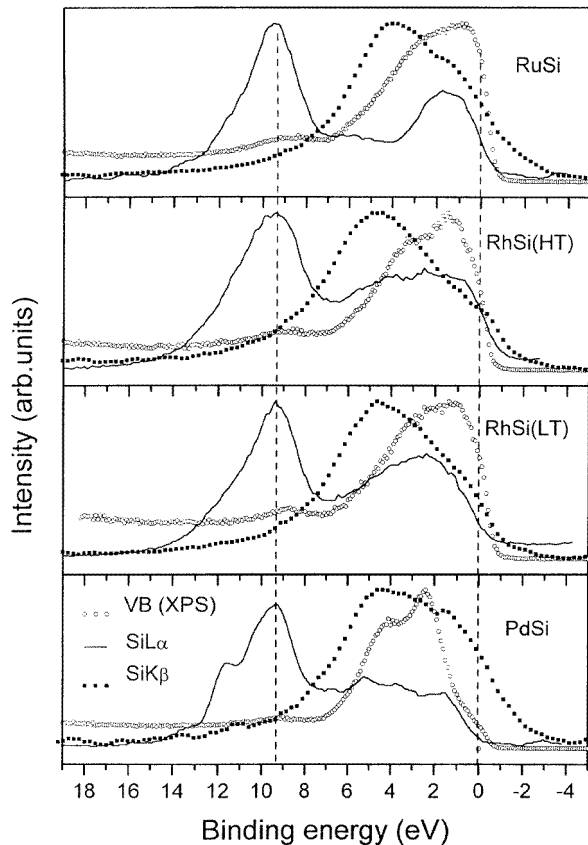 RuSi
RhSi(HT)
RhSi(LT)
PdSi
VB (XPS)
SiLα
SiKβ
Intensity (arb.units)
18 16 14 12 10 8 6 4 2 0 -2 -4
Binding energy (eV)